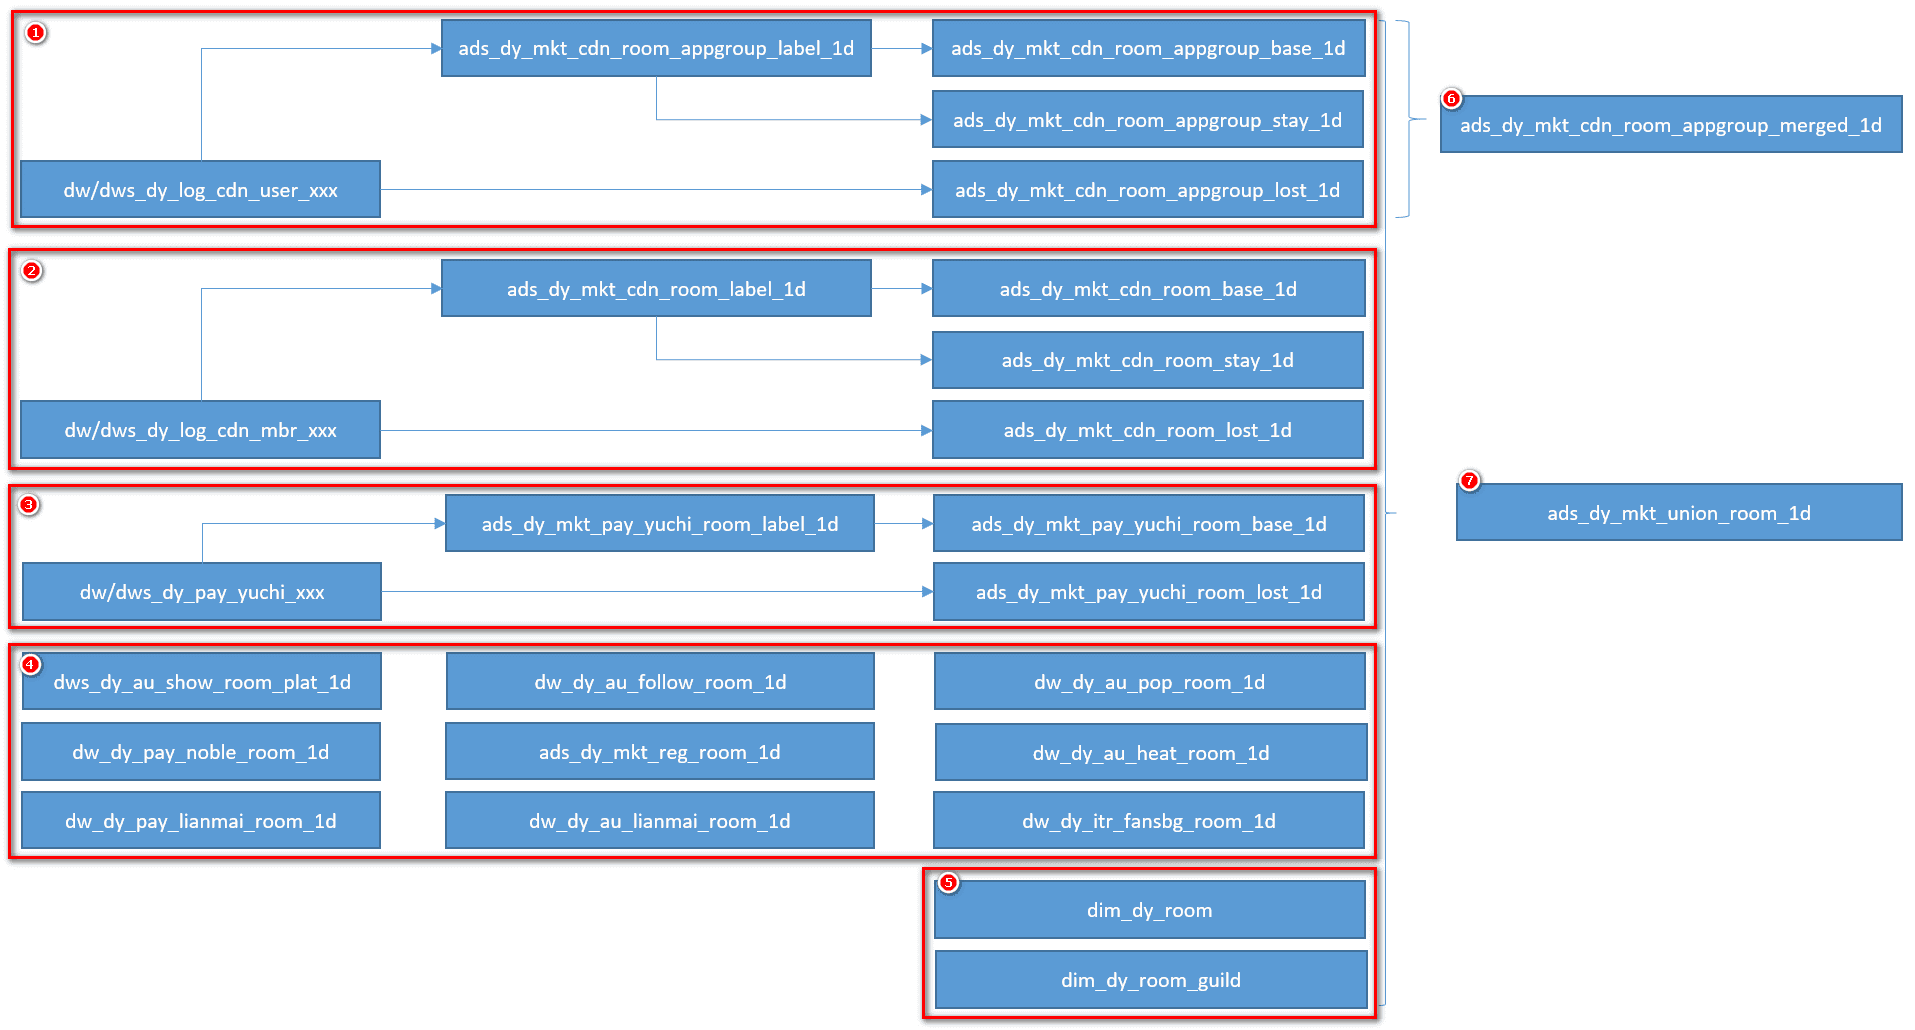 1
ads_dy_mkt_cdn_room_appgroup_label_1d
ads_dy_mkt_cdn_room_appgroup_base_1d
ads_dy_mkt_cdn_room_appgroup_stay_1d
dw/dws_dy_log_cdn_user_xxx
ads_dy_mkt_cdn_room_appgroup_lost_1d
6
ads_dy_mkt_cdn_room_appgroup_merged_1d
2
ads_dy_mkt_cdn_room_label_1d
ads_dy_mkt_cdn_room_base_1d
ads_dy_mkt_cdn_room_stay_1d
dw/dws_dy_log_cdn_mbr_xxx
ads_dy_mkt_cdn_room_lost_1d
3
ads_dy_mkt_pay_yuchi_room_label_1d
ads_dy_mkt_pay_yuchi_room_base_1d
dw/dws_dy_pay_yuchi_xxx
ads_dy_mkt_pay_yuchi_room_lost_1d
7
ads_dy_mkt_union_room_1d
4
dws_dy_au_show_room_plat_1d
dw_dy_au_follow_room_1d
dw_dy_au_pop_room_1d
dw_dy_pay_noble_room_1d
ads_dy_mkt_reg_room_1d
dw_dy_au_heat_room_1d
dw_dy_pay_lianmai_room_1d
dw_dy_au_lianmai_room_1d
dw_dy_itr_fansbg_room_1d
5
dim_dy_room
dim_dy_room_guild